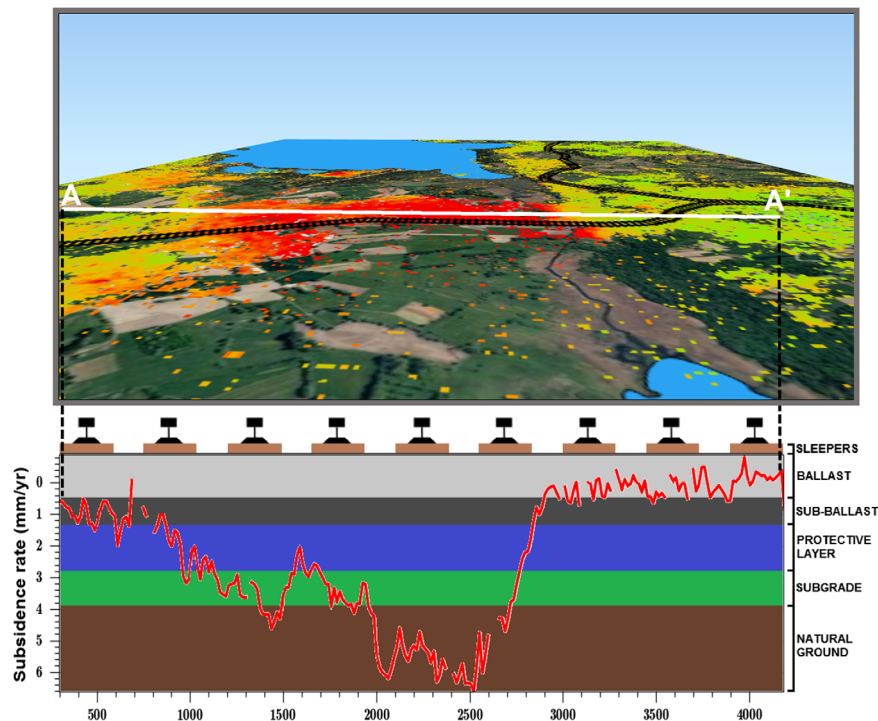 A
A'
SLEEPERS
BALLAST
SUB-BALLAST
PROTECTIVE
LAYER
SUBGRADE
NATURAL
GROUND
Subsidence rate (mm/yr)
0
1
2
3
4
5
6
500 1000 1500 2000 2500 3000 3500 4000